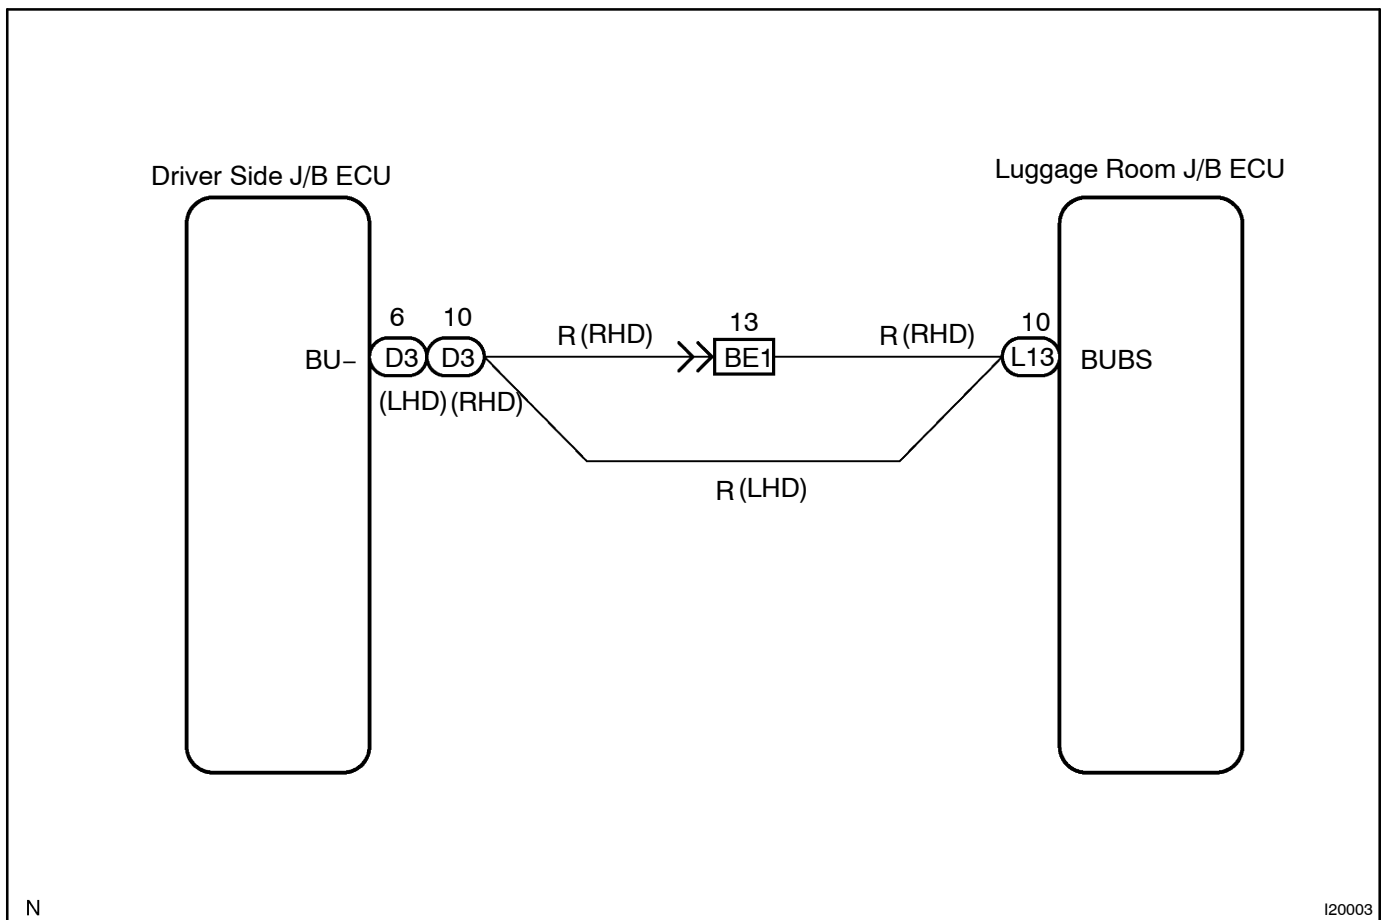 Driver Side J/B ECU
Luggage Room J/B ECU
6
10
13
10
R (RHD)
R (RHD)
BU–
D3
D3
BE1
L13
BUBS
(LHD) (RHD)
R (LHD)
N
I20003